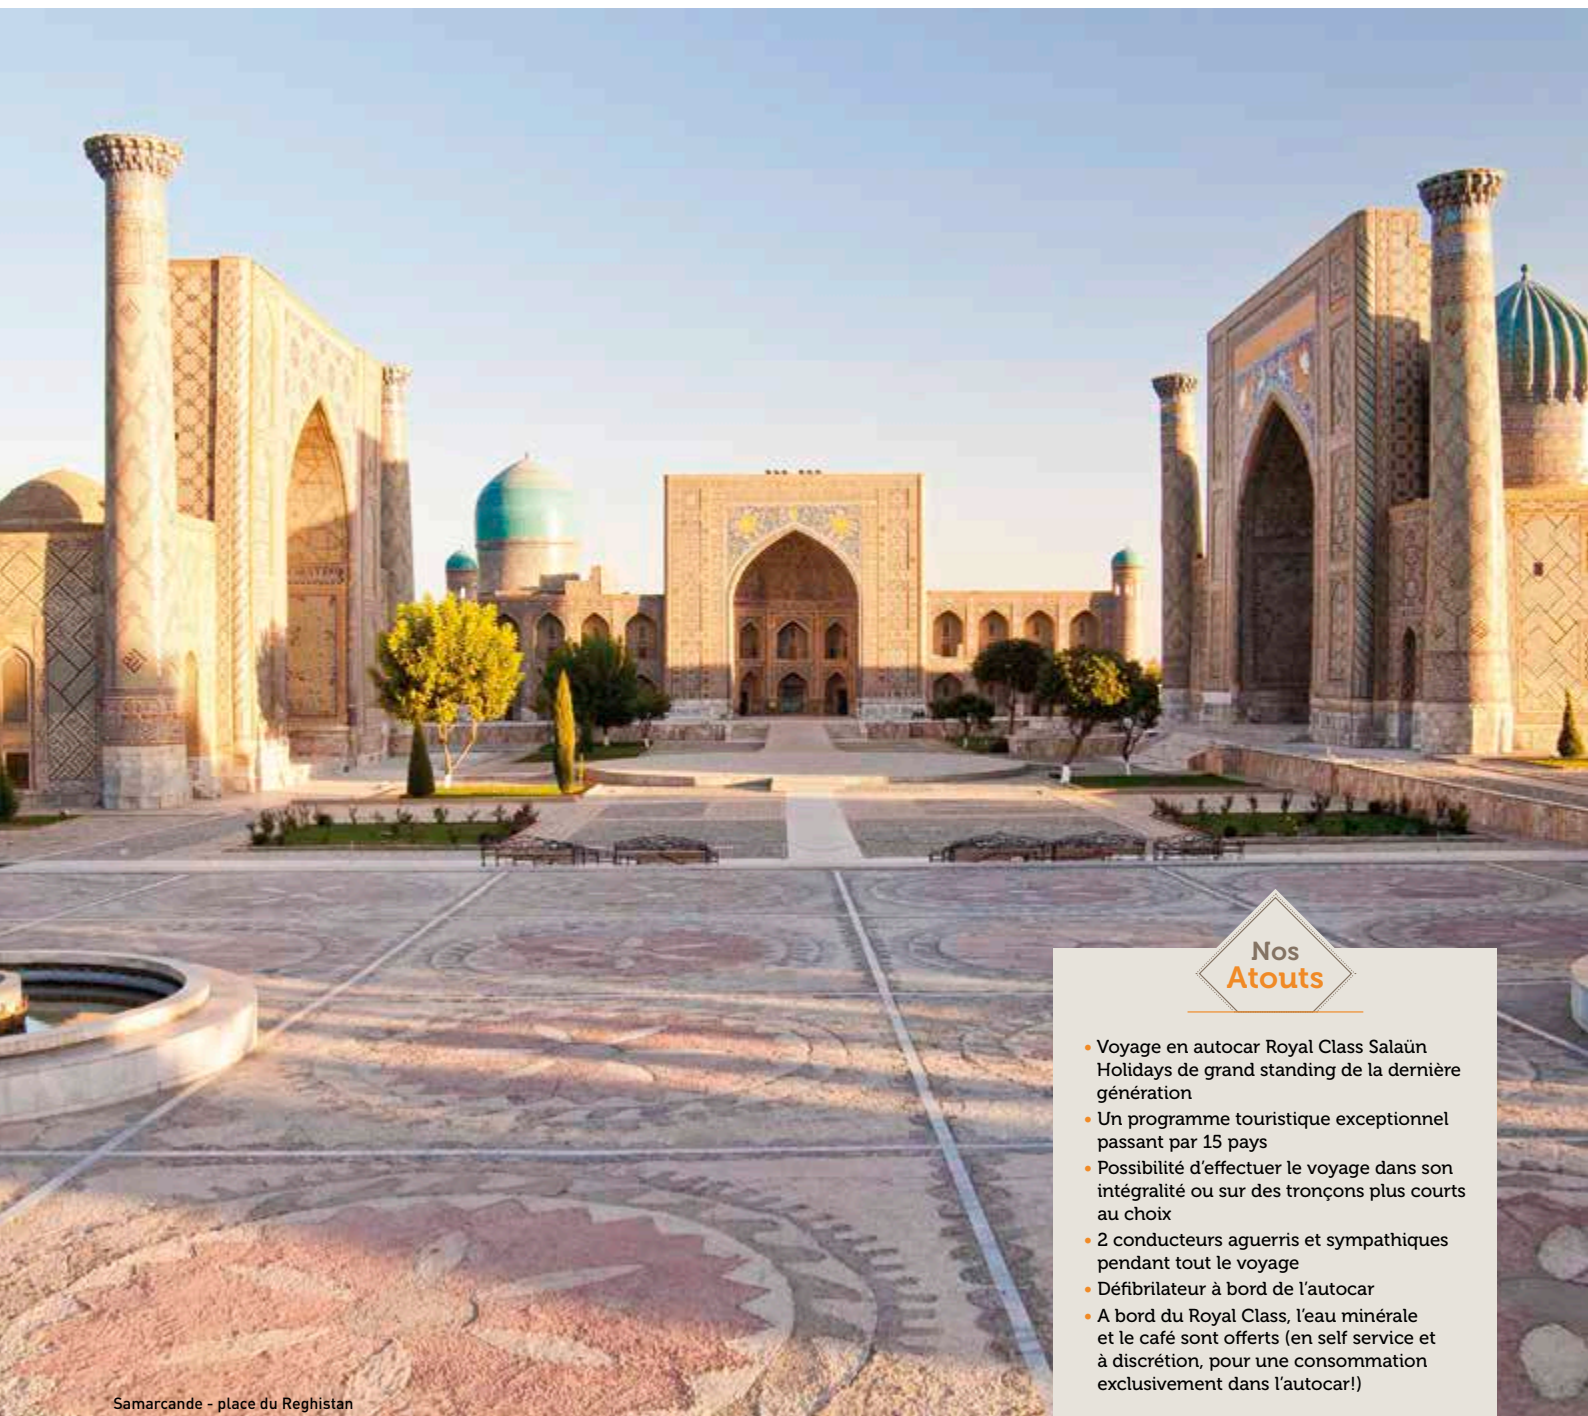 Nos
Atouts
• Voyage en autocar Royal Class Salaün
Holidays de grand standing de la dernière
génération
• Un programme touristique exceptionnel
passant par 15 pays
• Possibilité d'effectuer le voyage dans son
intégralité ou sur des tronçons plus courts
au choix
• 2 conducteurs aguerris et sympathiques
pendant tout le voyage
• Défibrilateur à bord de l'autocar
• A bord du Royal Class, l'eau minérale
et le café sont offerts (en self service et
à discrétion, pour une consommation
exclusivement dans l'autocar!)
Samarcande - place du Reghistan